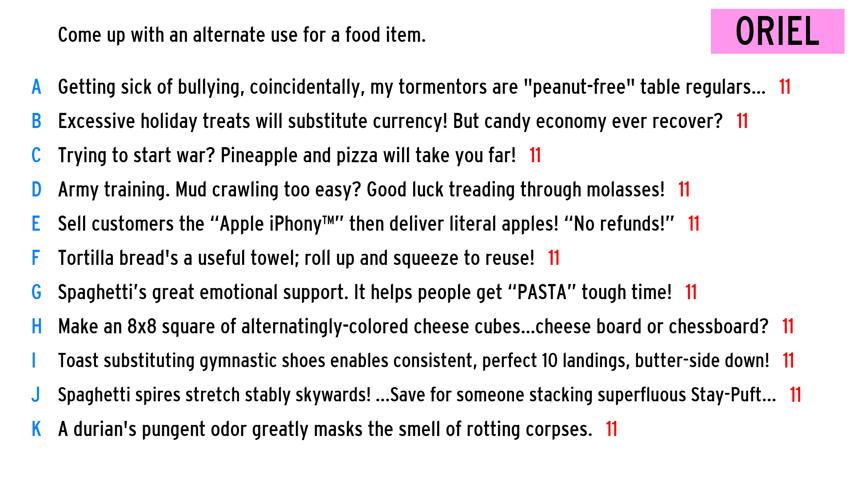 Come up with an alternate use for a food item.
ORIEL
A Getting sick of bullying, coincidentally, my tormentors are "peanut-free" table regulars... 11
B Excessive holiday treats will substitute currency! But candy economy ever recover? 11
C Trying to start war? Pineapple and pizza will take you far! 11
D Army training. Mud crawling too easy? Good luck treading through molasses! 11
E Sell customers the “Apple iPhony™” then deliver literal apples! “No refunds!” 11
F Tortilla bread's a useful towel; roll up and squeeze to reuse! 11
G Spaghetti’s great emotional support. It helps people get “PASTA” tough time! 11
H Make an 8x8 square of alternatingly-colored cheese cubes...cheese board or chessboard? 11
I Toast substituting gymnastic shoes enables consistent, perfect 10 landings, butter-side down! 11
J Spaghetti spires stretch stably skywards! ...Save for someone stacking superfluous Stay-Puft... 11
K A durian's pungent odor greatly masks the smell of rotting corpses. 11